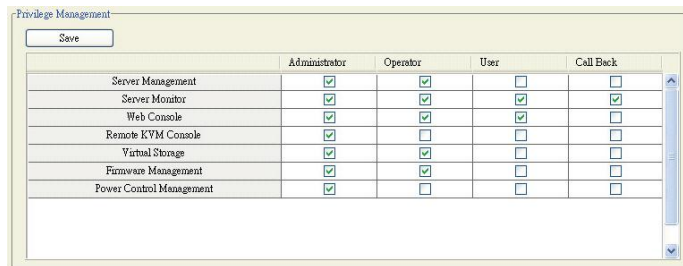 Privilege Management
Save
Administrator Operator User Call Back
Server Management
Server Monitor
Web Console
Remote KVM Console
Virtual Storage
Firmware Management
Power Control Management